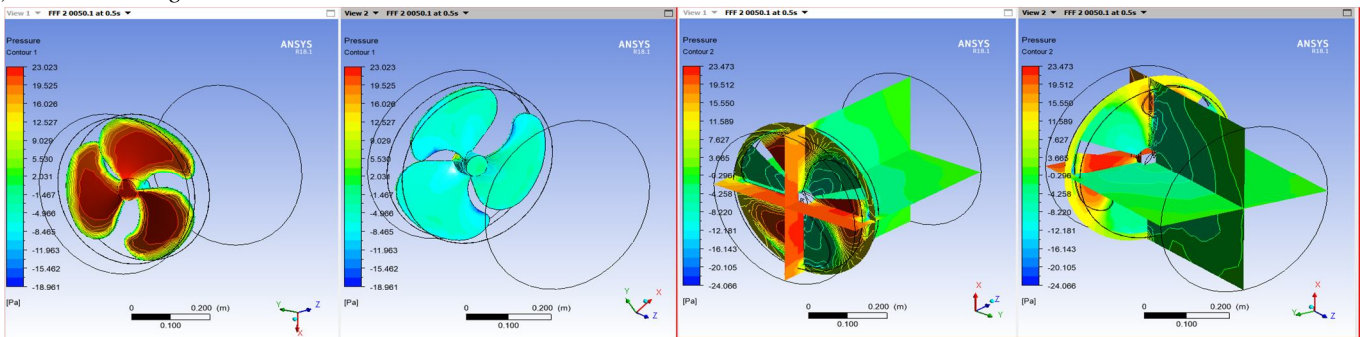 View 1 ▼ FFF 2 0050.1 at 0.5s ▼
Pressure
Contour 1
ANSYS
R18.1
23.023
19.525
16.026
12.528
9.029
5.530
2.031
-1.467
-4.966
-8.465
-11.963
-15.462
-18.961
[Pa]
0 0.200 (m)
0.100
Y Z
X
View 2 ▼ FFF 2 0050.1 at 0.5s ▼
Pressure
Contour 1
ANSYS
R18.1
23.023
19.525
16.026
12.528
9.029
5.530
2.031
-1.467
-4.966
-8.465
-11.963
-15.462
-18.961
[Pa]
0 0.200 (m)
0.100
Y X
Z
View 1 ▼ FFF 2 0050.1 at 0.5s ▼
Pressure
Contour 2
ANSYS
R18.1
23.473
19.512
15.550
11.589
7.627
3.665
-0.296
-4.258
-8.220
-12.181
-16.143
-20.105
-24.066
[Pa]
0 0.200 (m)
0.100
X
Z
Y
View 2 ▼ FFF 2 0050.1 at 0.5s ▼
Pressure
Contour 2
ANSYS
R18.1
23.473
19.512
15.550
11.589
7.627
3.665
-0.296
-4.258
-8.220
-12.181
-16.143
-20.105
-24.066
[Pa]
0 0.200 (m)
0.100
X
Y
Z